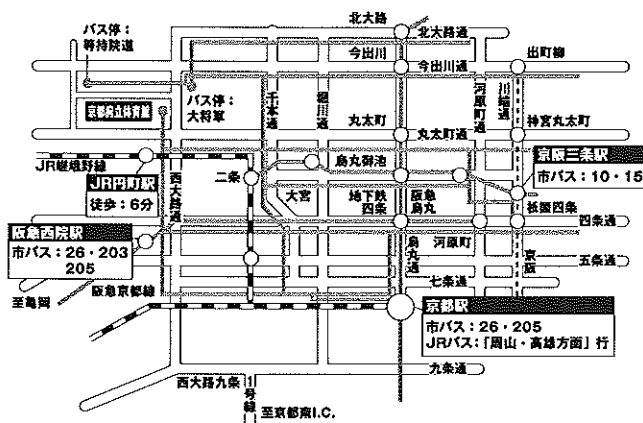 北大路
北大路通
バス停：
等持院道
今出川
今出川通
出町柳
バス停：
大将軍
京都府立体育館
千本通
堀川通
河原町通
川端通
丸太町
丸太町通
神宮丸太町
JR嵯峨野線
烏丸御池
京阪三条駅
市バス：10・15
JR円町駅
徒歩：6分
西大路通
二条
大宮
地下鉄
四条
阪急
烏丸
祇園四条
四条通
阪急西院駅
市バス：26・203
205
烏丸通
河原町
京阪
五条通
至亀岡
阪急京都線
七条通
京都駅
市バス：26・205
JRバス：「周山・高雄方面」行
西大路九条
九条通
1号線
至京都南I.C.